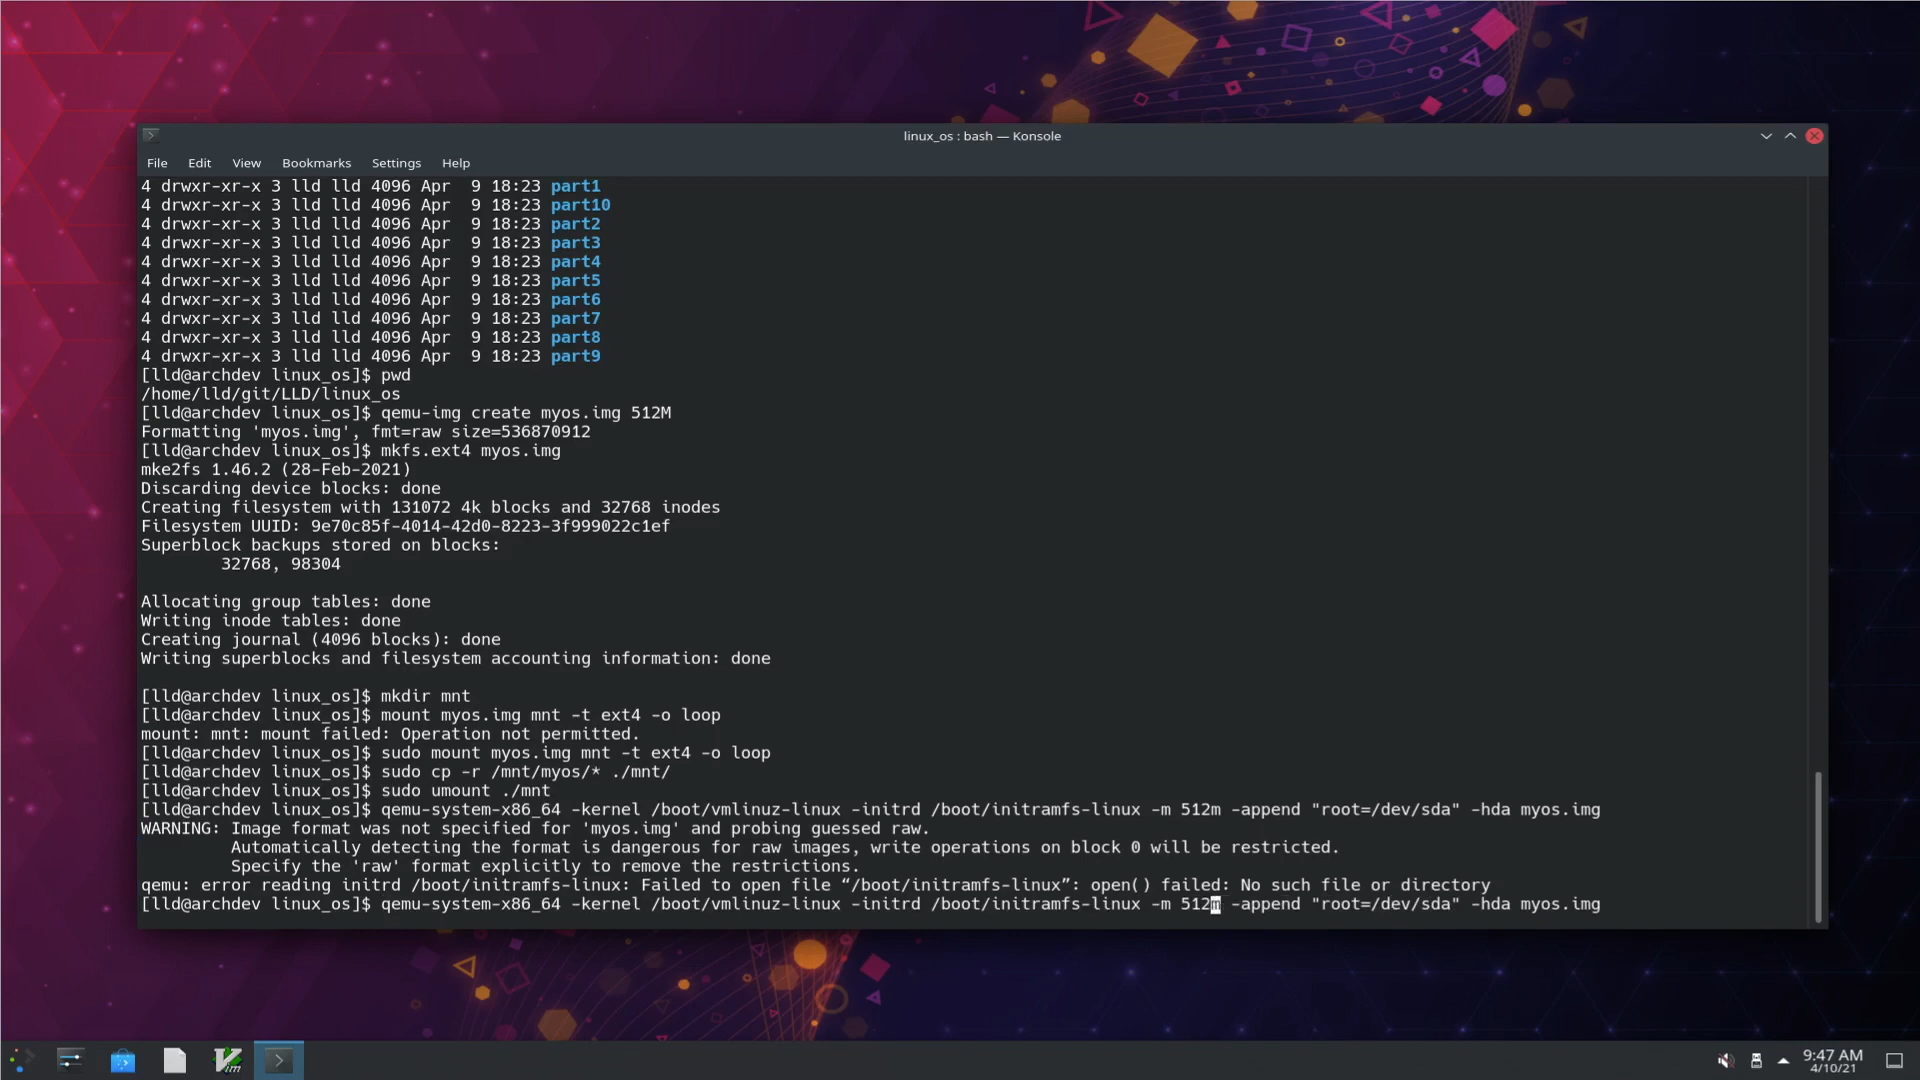 linux_os : bash — Konsole
File Edit View Bookmarks Settings Help
4 drwxr-xr-x 3 lld lld 4096 Apr  9 18:23 part1
4 drwxr-xr-x 3 lld lld 4096 Apr  9 18:23 part10
4 drwxr-xr-x 3 lld lld 4096 Apr  9 18:23 part2
4 drwxr-xr-x 3 lld lld 4096 Apr  9 18:23 part3
4 drwxr-xr-x 3 lld lld 4096 Apr  9 18:23 part4
4 drwxr-xr-x 3 lld lld 4096 Apr  9 18:23 part5
4 drwxr-xr-x 3 lld lld 4096 Apr  9 18:23 part6
4 drwxr-xr-x 3 lld lld 4096 Apr  9 18:23 part7
4 drwxr-xr-x 3 lld lld 4096 Apr  9 18:23 part8
4 drwxr-xr-x 3 lld lld 4096 Apr  9 18:23 part9
[lld@archdev linux_os]$ pwd
/home/lld/git/LLD/linux_os
[lld@archdev linux_os]$ qemu-img create myos.img 512M
Formatting 'myos.img', fmt=raw size=536870912
[lld@archdev linux_os]$ mkfs.ext4 myos.img
mke2fs 1.46.2 (28-Feb-2021)
Discarding device blocks: done
Creating filesystem with 131072 4k blocks and 32768 inodes
Filesystem UUID: 9e70c85f-4014-42d0-8223-3f999022c1ef
Superblock backups stored on blocks:
        32768, 98304
Allocating group tables: done
Writing inode tables: done
Creating journal (4096 blocks): done
Writing superblocks and filesystem accounting information: done
[lld@archdev linux_os]$ mkdir mnt
[lld@archdev linux_os]$ mount myos.img mnt -t ext4 -o loop
mount: mnt: mount failed: Operation not permitted.
[lld@archdev linux_os]$ sudo mount myos.img mnt -t ext4 -o loop
[lld@archdev linux_os]$ sudo cp -r /mnt/myos/* ./mnt/
[lld@archdev linux_os]$ sudo umount ./mnt
[lld@archdev linux_os]$ qemu-system-x86_64 -kernel /boot/vmlinuz-linux -initrd /boot/initramfs-linux -m 512m -append "root=/dev/sda" -hda myos.img
WARNING: Image format was not specified for 'myos.img' and probing guessed raw.
         Automatically detecting the format is dangerous for raw images, write operations on block 0 will be restricted.
         Specify the 'raw' format explicitly to remove the restrictions.
qemu: error reading initrd /boot/initramfs-linux: Failed to open file “/boot/initramfs-linux”: open() failed: No such file or directory
[lld@archdev linux_os]$ qemu-system-x86_64 -kernel /boot/vmlinuz-linux -initrd /boot/initramfs-linux -m 512m -append "root=/dev/sda" -hda myos.img
9:47 AM
4/10/21